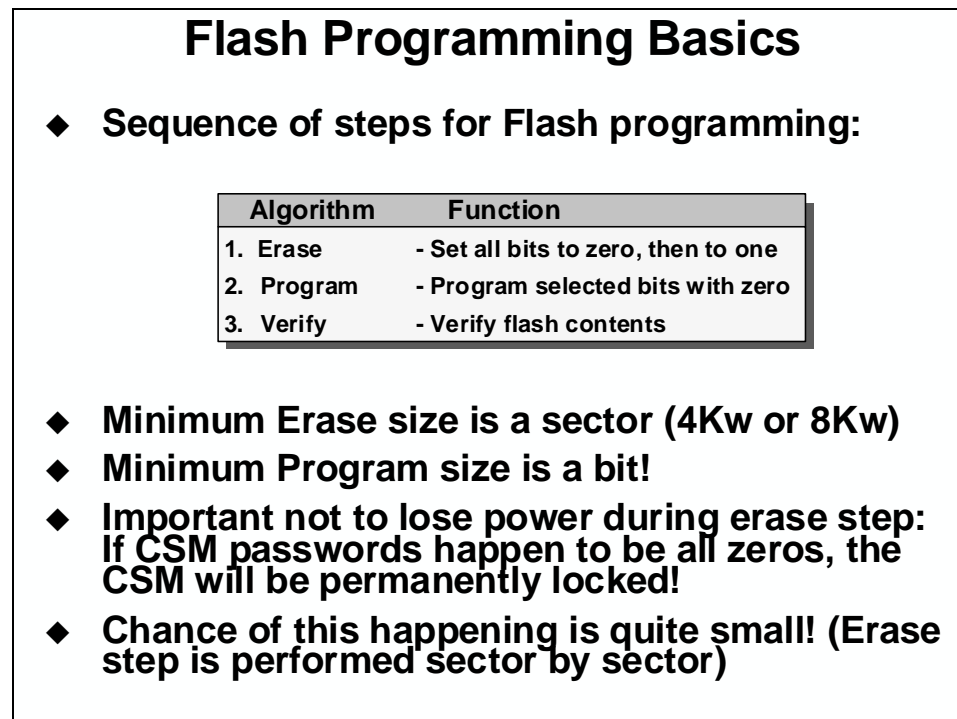 Flash Programming Basics
◆ Sequence of steps for Flash programming:
Algorithm Function
1. Erase - Set all bits to zero, then to one
2. Program - Program selected bits with zero
3. Verify - Verify flash contents
◆ Minimum Erase size is a sector (4Kw or 8Kw)
◆ Minimum Program size is a bit!
◆ Important not to lose power during erase step:
If CSM passwords happen to be all zeros, the
CSM will be permanently locked!
◆ Chance of this happening is quite small! (Erase
step is performed sector by sector)